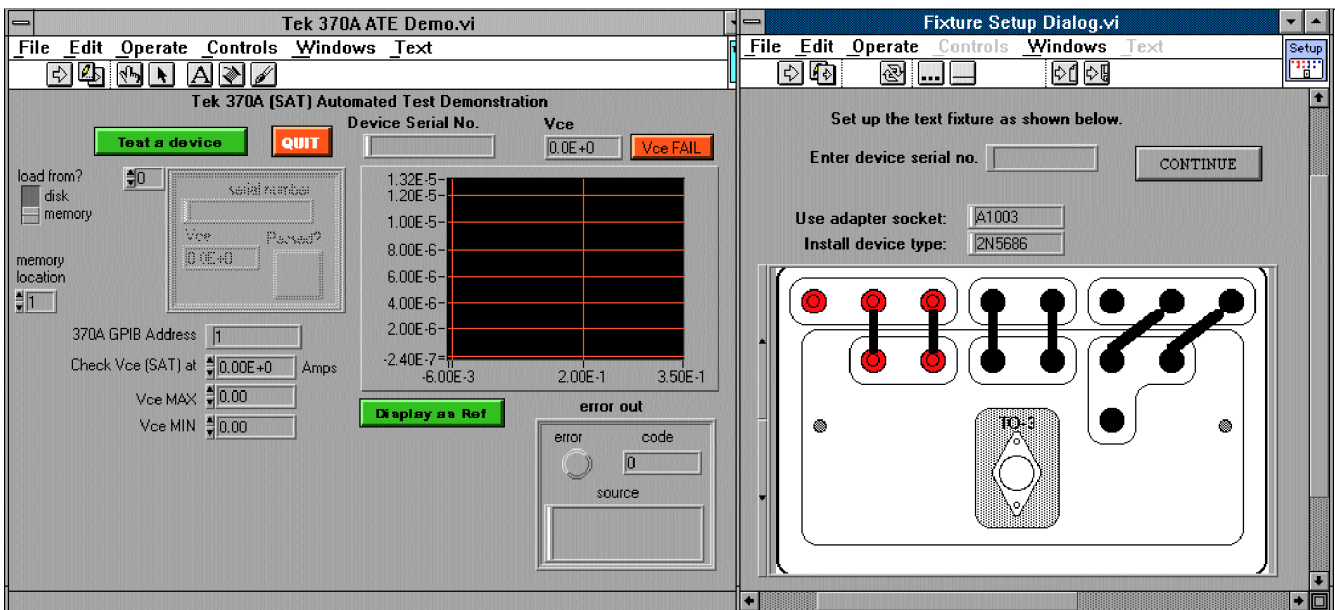 Tek 370A ATE Demo.vi
File Edit Operate Controls Windows Text
Tek 370A (SAT) Automated Test Demonstration
Test a device
QUIT
Device Serial No.
Vce
0.0E+0
Vce FAIL
load from?
disk
memory
0
serial number
Vce
Passed?
0.0E+0
memory
location
1
1.32E-5
1.20E-5
1.00E-5
8.00E-6
6.00E-6
4.00E-6
2.00E-6
-2.40E-7
-6.00E-3
2.00E-1
3.50E-1
370A GPIB Address
1
Check Vce (SAT) at
0.00E+0
Amps
Vce MAX
0.00
Vce MIN
0.00
Display as Ref
error out
error
code
0
source
Fixture Setup Dialog.vi
File Edit Operate Controls Windows Text
Setup
A
Set up the text fixture as shown below.
Enter device serial no.
CONTINUE
Use adapter socket:
A1003
Install device type:
2N5686
TO-3